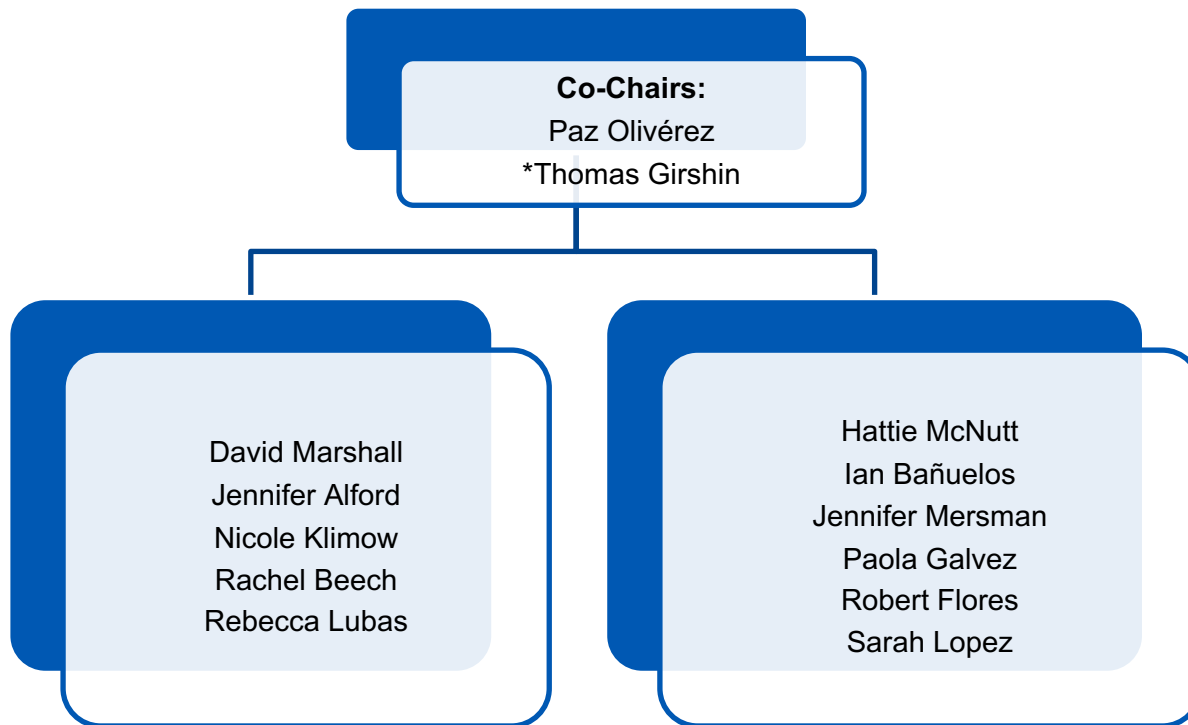 Co-Chairs:
Paz Olivérez
*Thomas Girshin
David Marshall
Jennifer Alford
Nicole Klimow
Rachel Beech
Rebecca Lubas
Hattie McNutt
Ian Bañuelos
Jennifer Mersman
Paola Galvez
Robert Flores
Sarah Lopez